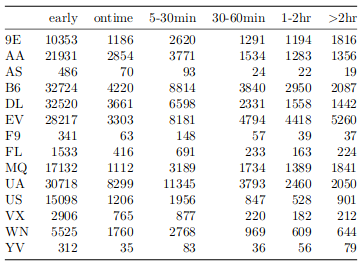 early ontime 5-30min 30-60min 1-2hr >2hr
9E 10353 1186 2620 1291 1194 1816
AA 21931 2854 3771 1534 1283 1356
AS 486 70 93 24 22 19
B6 32724 4220 8814 3840 2950 2087
DL 32520 3661 6598 2331 1558 1442
EV 28217 3303 8181 4794 4418 5260
F9 341 63 148 57 39 37
FL 1533 416 691 233 163 224
MQ 17132 1112 3189 1734 1389 1841
UA 30718 8299 11345 3793 2460 2050
US 15098 1206 1956 847 528 901
VX 2906 765 877 220 182 212
WN 5525 1760 2768 969 609 644
YV 312 35 83 36 56 79